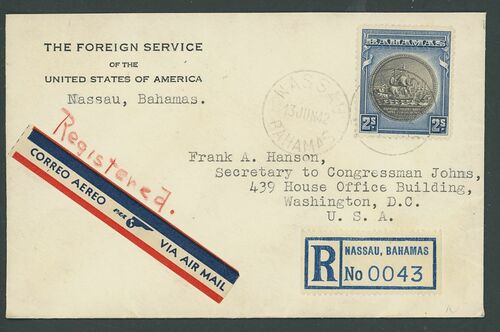 THE FOREIGN SERVICE
OF THE
UNITED STATES OF AMERICA
Nassau, Bahamas.
BAHAMAS
2s. 2s.
NASSAU
13 JUN 42
BAHAMAS
Registered.
CORREO AEREO
VIA AIR MAIL
Frank A. Hanson,
Secretary to Congressman Johns,
439 House Office Building,
Washington, D.C.
U. S. A.
R
NASSAU, BAHAMAS
No 0043